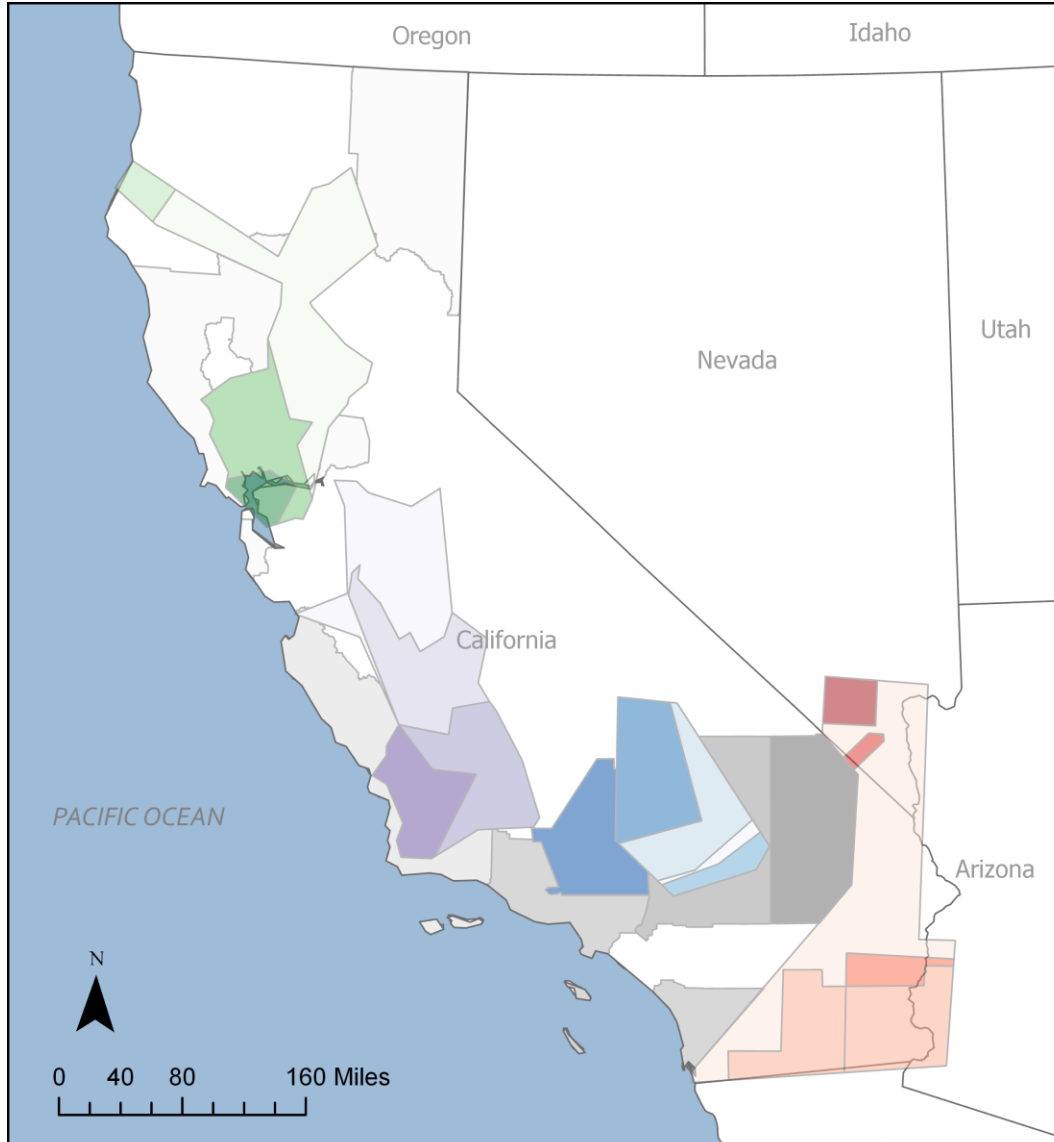 Oregon
Idaho
Utah
Nevada
California
PACIFIC OCEAN
Arizona
N
0 40 80 160 Miles